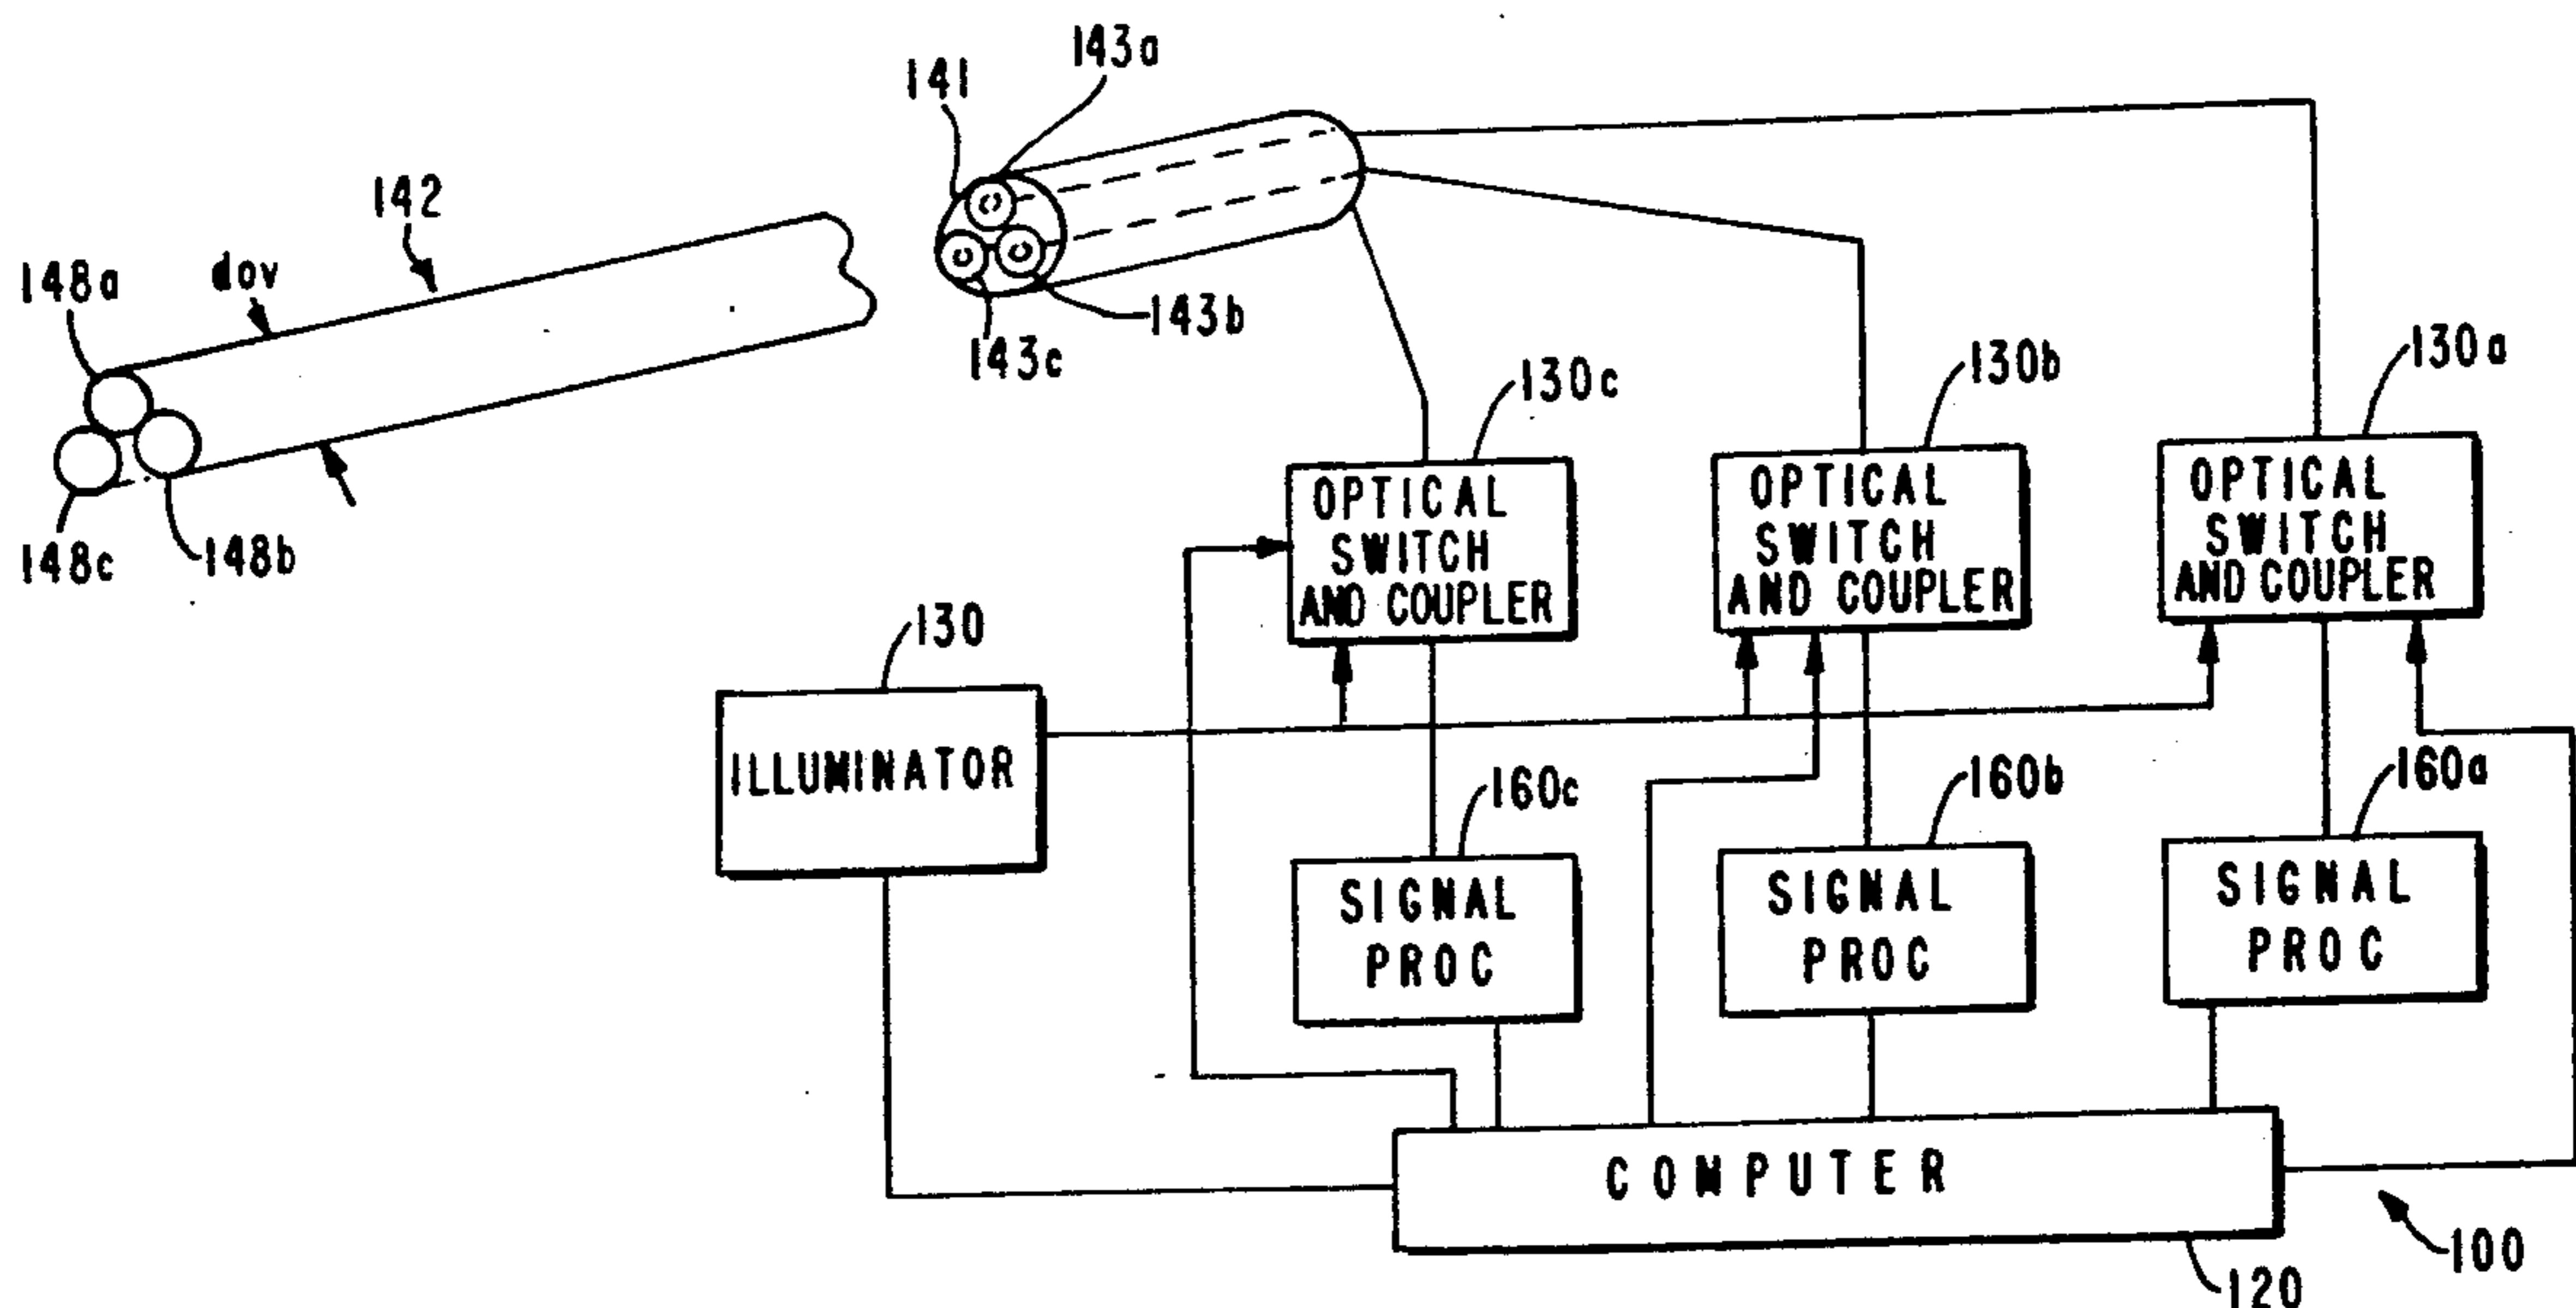 143a
141
142
dov
148a
143b
143c
130a
130b
130c
OPTICAL
SWITCH
AND COUPLER
OPTICAL
SWITCH
AND COUPLER
OPTICAL
SWITCH
AND COUPLER
148b
148c
130
ILLUMINATOR
160c
160b
160a
SIGNAL
PROC
SIGNAL
PROC
SIGNAL
PROC
COMPUTER
100
120